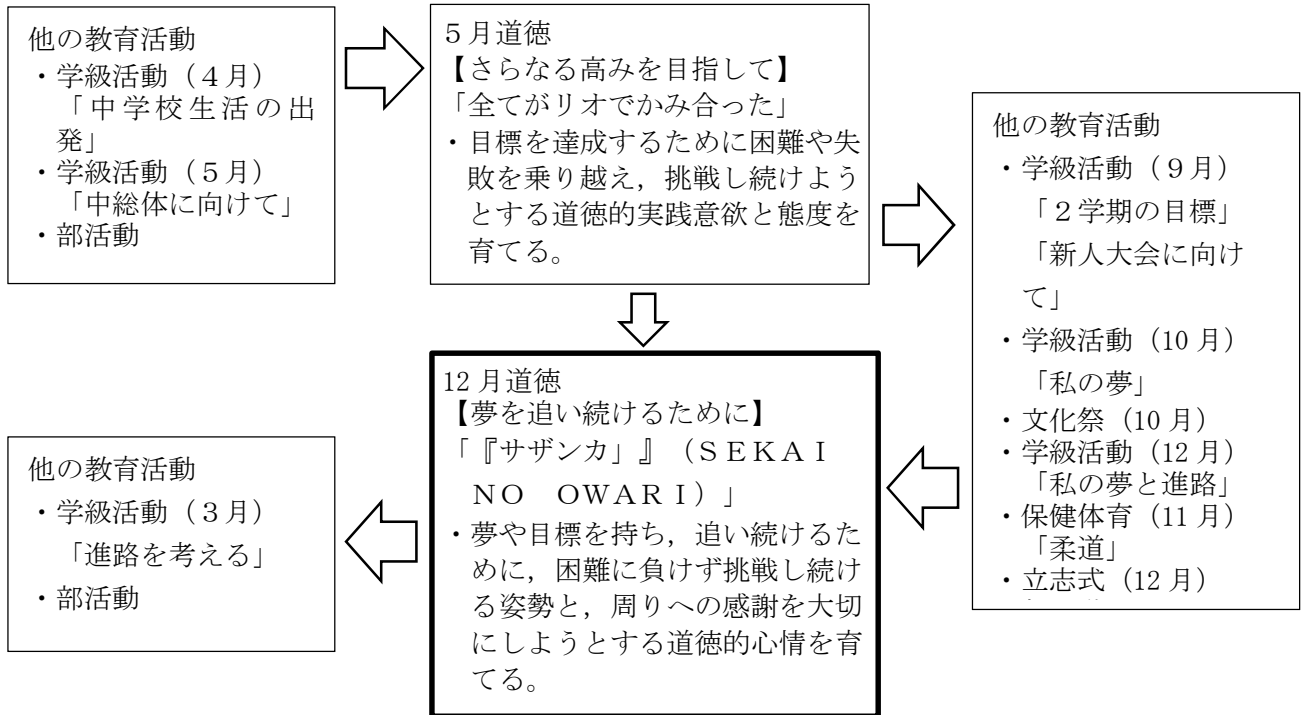 他の教育活動
・学級活動（４月）
「中学校生活の出
発」
・学級活動（５月）
「中総体に向けて」
・部活動
５月道徳
【さらなる高みを目指して】
「全てがリオでかみ合った」
・目標を達成するために困難や失
敗を乗り越え，挑戦し続けよう
とする道徳的実践意欲と態度を
育てる。
他の教育活動
・学級活動（９月）
「２学期の目標」
「新人大会に向け
て」
・学級活動（10 月）
「私の夢」
・文化祭（10 月）
・学級活動（12 月）
「私の夢と進路」
・保健体育（11 月）
「柔道」
・立志式（12 月）
12 月道徳
【夢を追い続けるために】
「『サザンカ」』（ＳＥＫＡＩ
ＮＯ　ＯＷＡＲＩ）」
・夢や目標を持ち，追い続けるた
めに，困難に負けず挑戦し続け
る姿勢と，周りへの感謝を大切
にしようとする道徳的心情を育
てる。
他の教育活動
・学級活動（３月）
「進路を考える」
・部活動